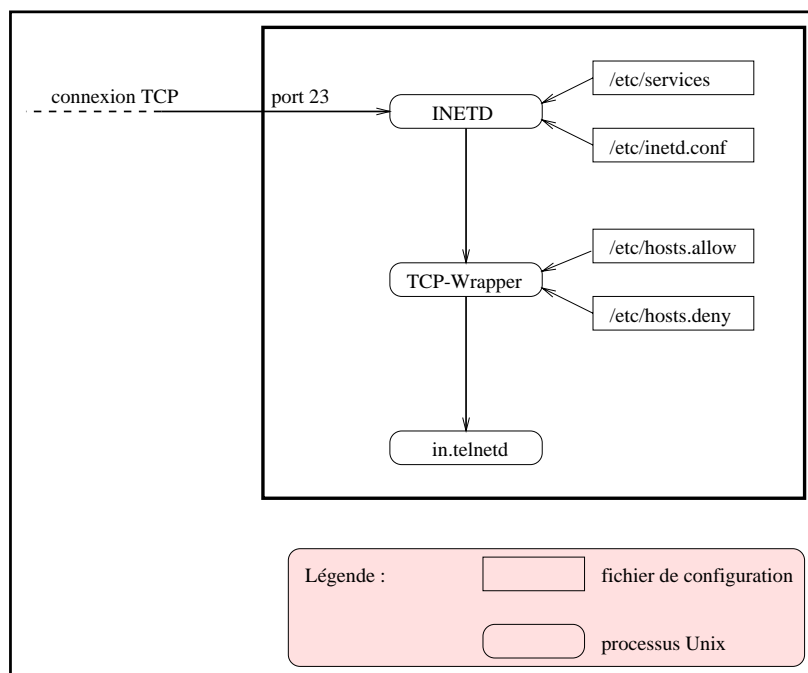 /etc/services
connexion TCP
port 23
INETD
/etc/inetd.conf
/etc/hosts.allow
TCP-Wrapper
/etc/hosts.deny
in.telnetd
Légende :
fichier de configuration
processus Unix